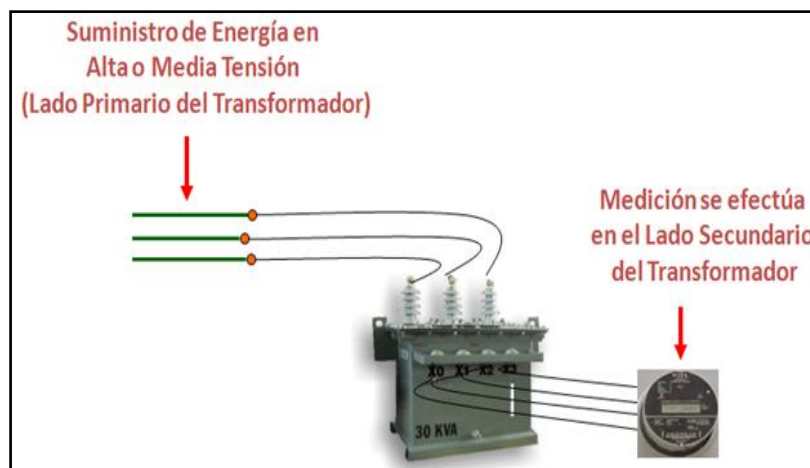 Suministro de Energía en
Alta o Media Tensión
(Lado Primario del Transformador)
Medición se efectúa
en el Lado Secundario
del Transformador
X0 X1 X2 X3
30 KVA